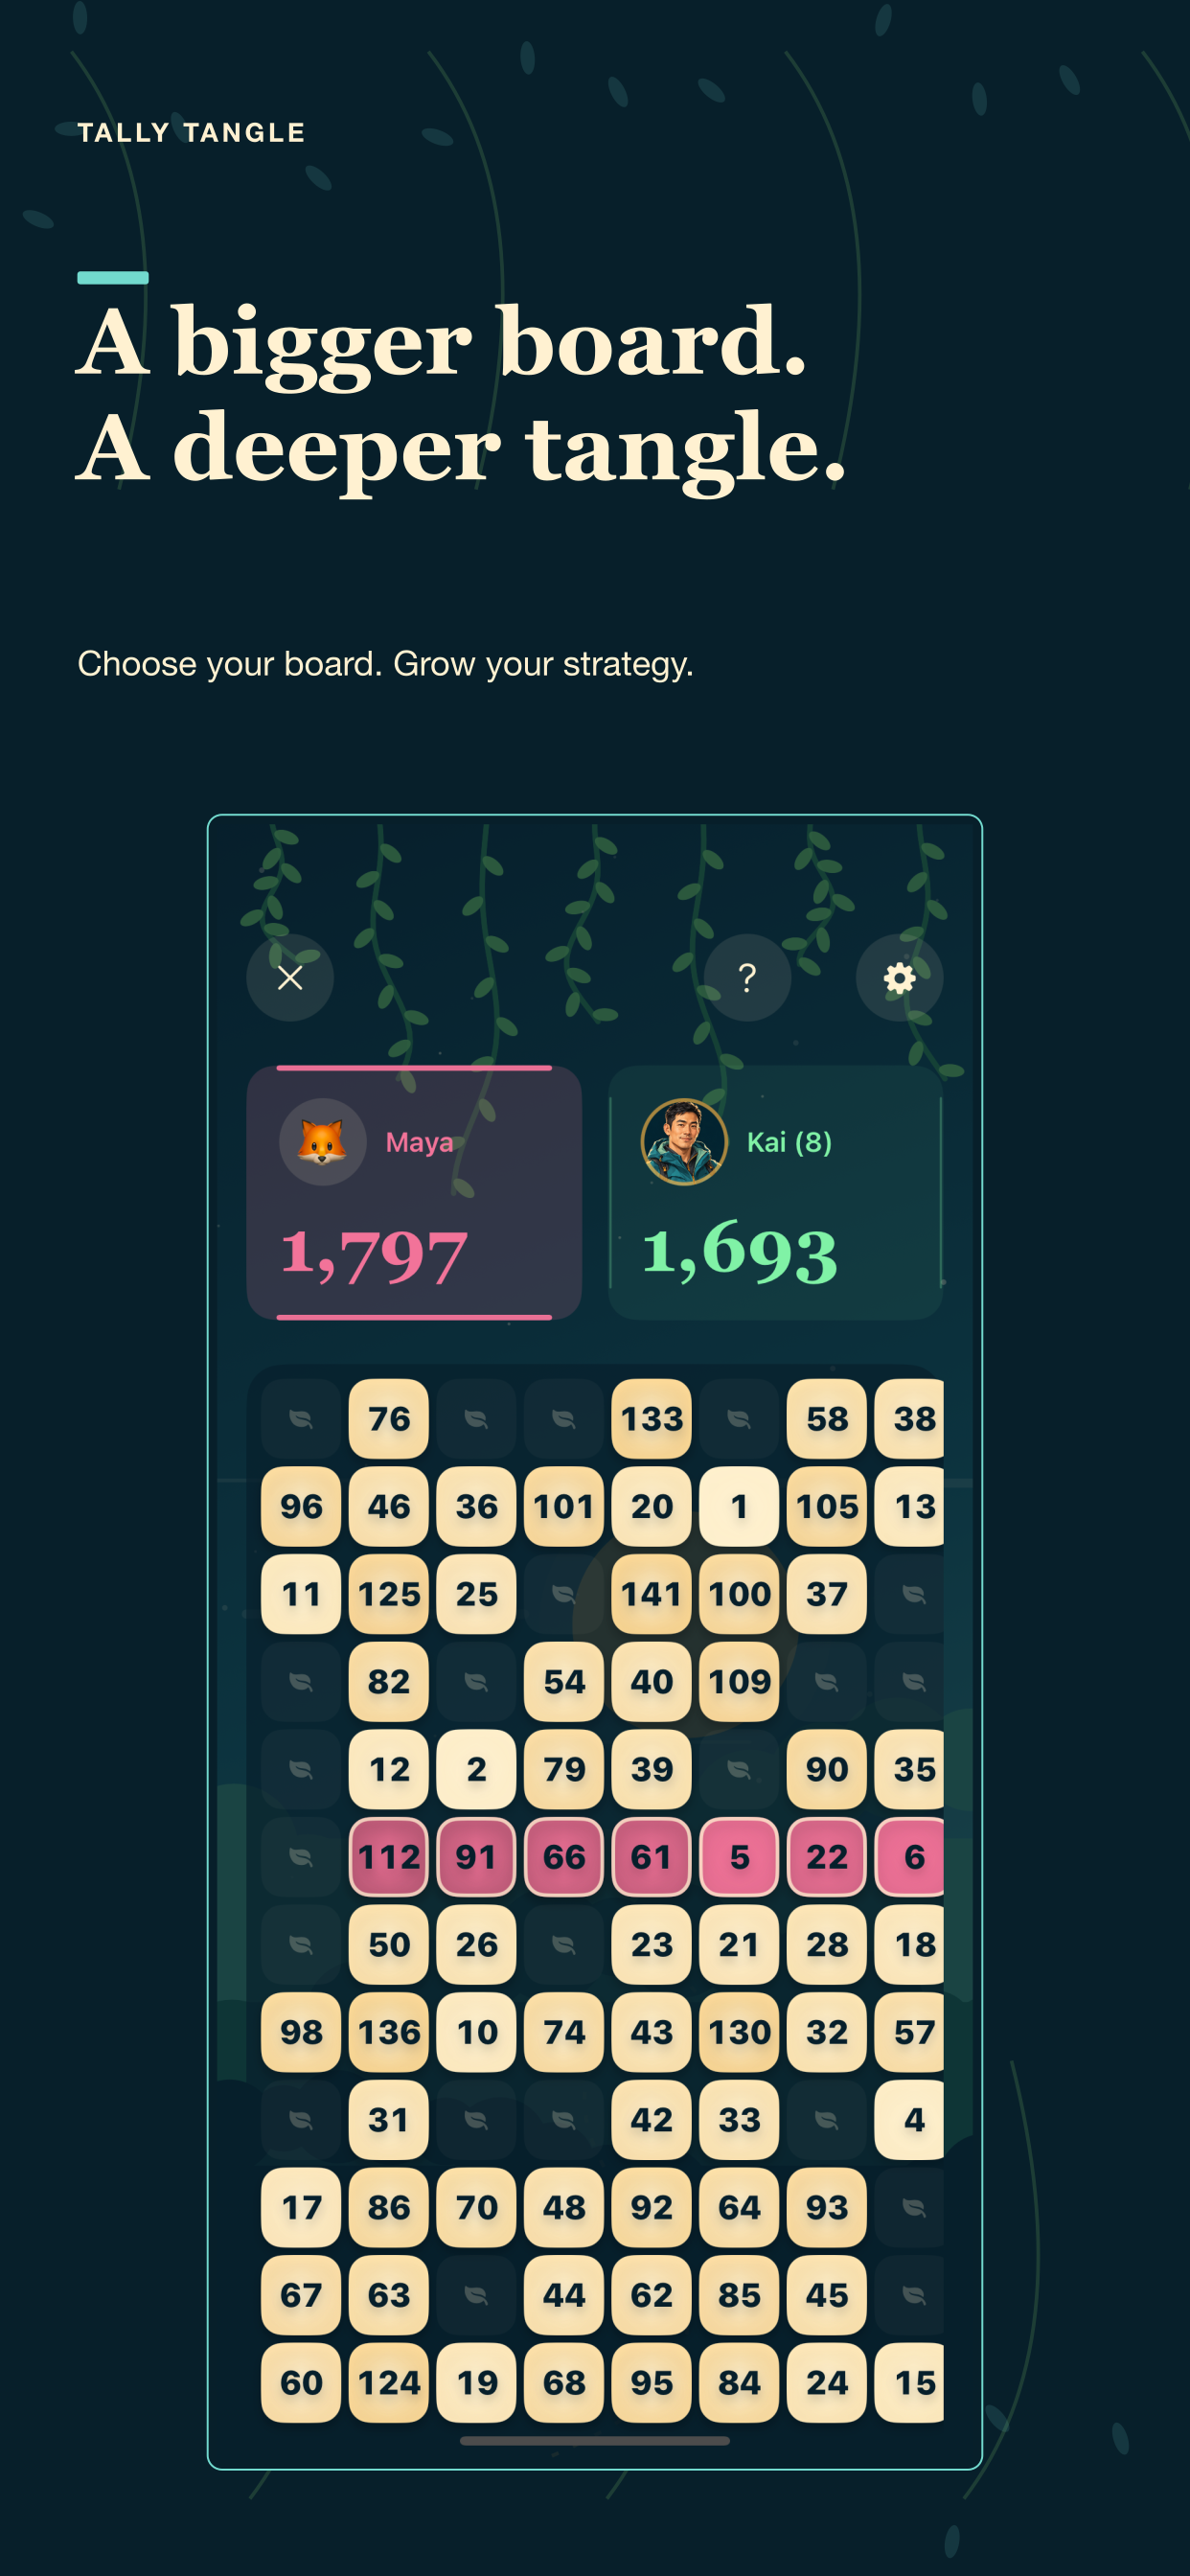 TALLY TANGLE
A bigger board.
A deeper tangle.
Choose your board. Grow your strategy.
?
Maya
Kai (8)
1,797
1,693
76 133 58 38
96 46 36 101 20 1 105 13
11 125 25 141 100 37
82 54 40 109
12 2 79 39 90 35
112 91 66 61 5 22 6
50 26 23 21 28 18
98 136 10 74 43 130 32 57
31 42 33 4
17 86 70 48 92 64 93
67 63 44 62 85 45
60 124 19 68 95 84 24 15